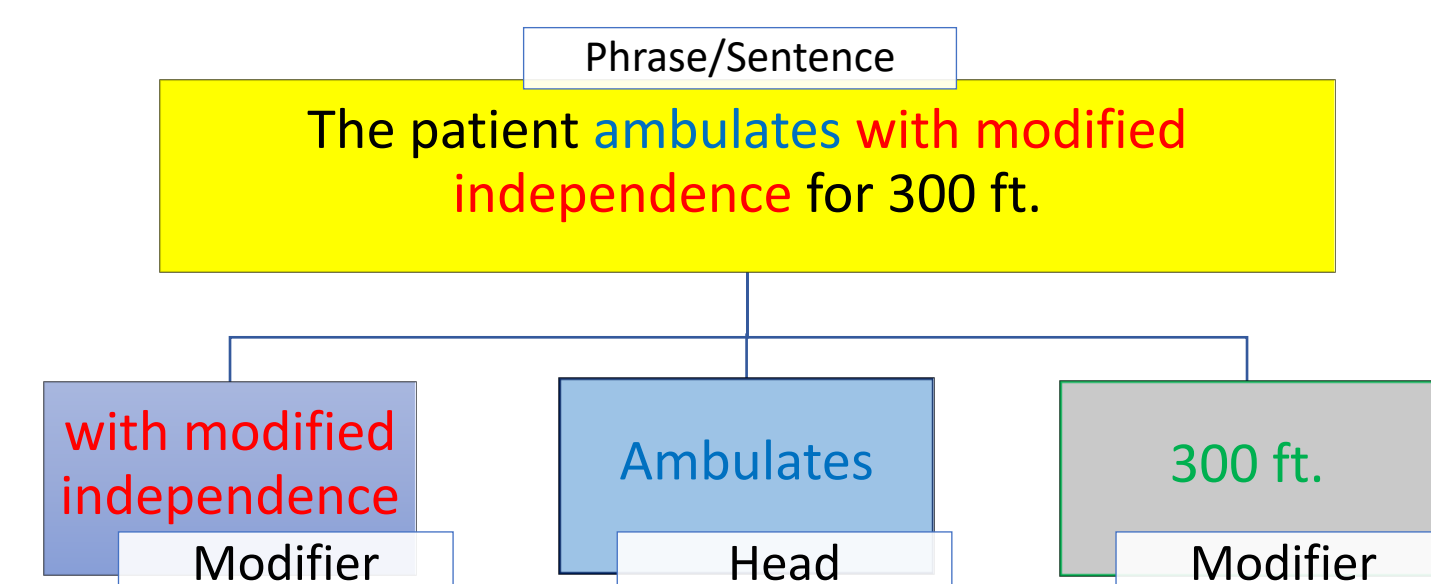 Phrase/Sentence
The patient ambulates with modified
independence for 300 ft.
with modified
independence
Modifier
Ambulates
Head
300 ft.
Modifier